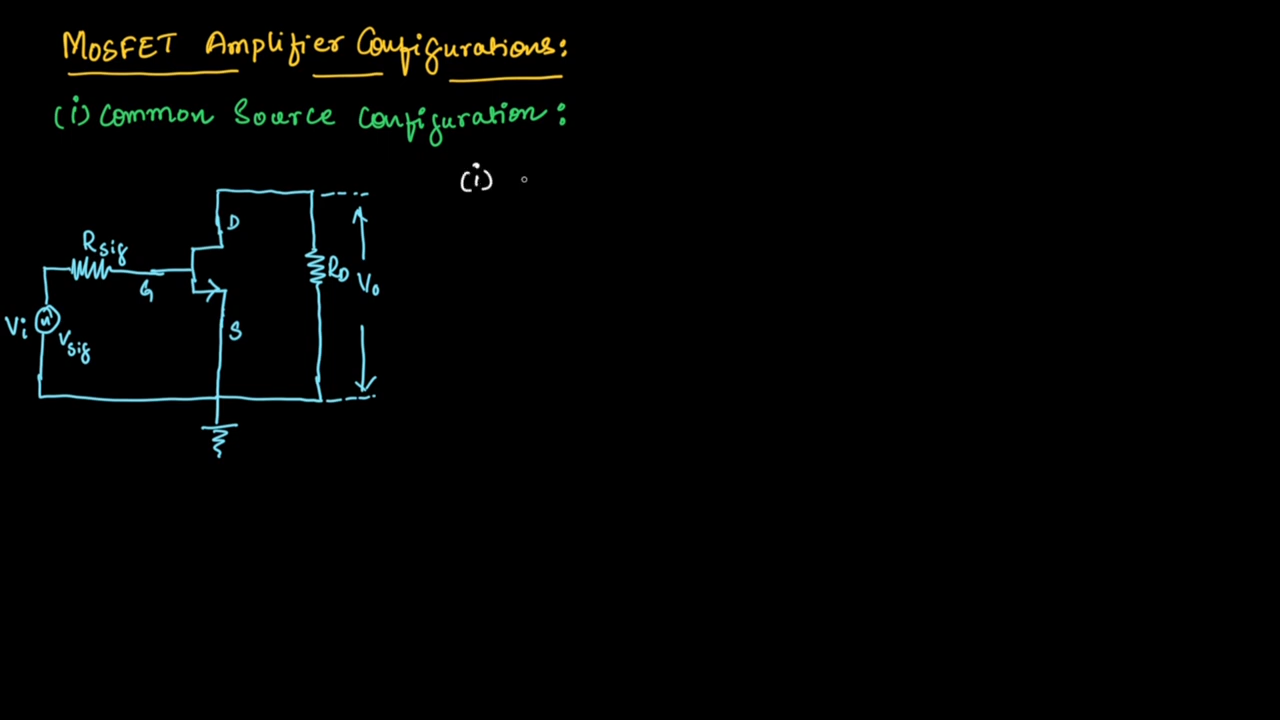 MOSFET Amplifier Configurations:
(i) Common Source Configuration:
(i)
D
Rsig
G
RD
Vo
Vi
Vsig
S